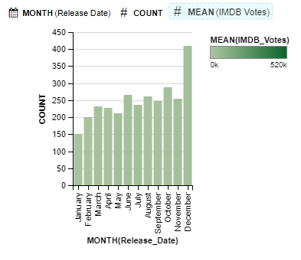 MONTH (Release Date) # COUNT # MEAN (IMDB Votes)
MEAN(IMDB_Votes)
0k 520k
COUNT
450
400
350
300
250
200
150
100
50
0
January
February
March
April
May
June
July
August
September
October
November
December
MONTH(Release_Date)